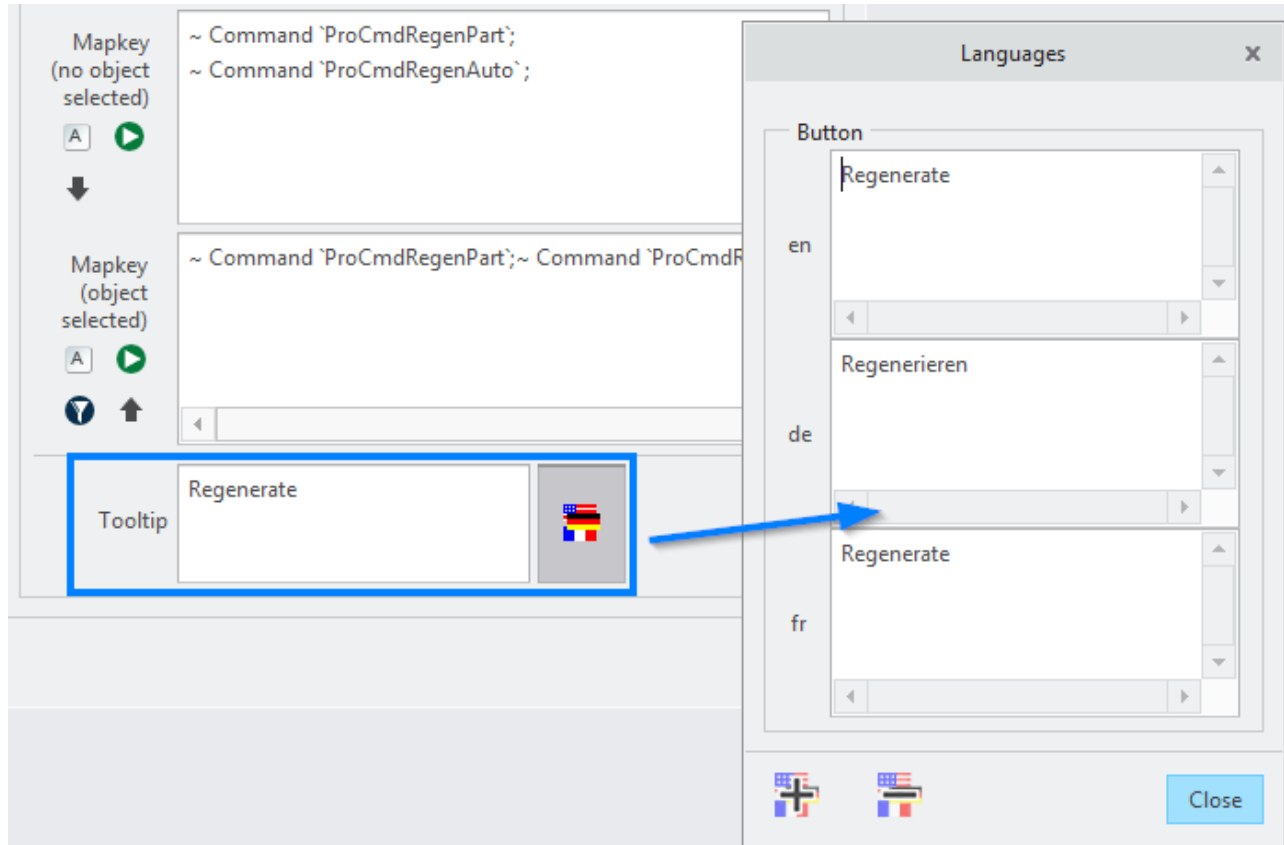 Mapkey
(no object
selected)
A
~ Command `ProCmdRegenPart`;
~ Command `ProCmdRegenAuto`;
Mapkey
(object
selected)
A
~ Command `ProCmdRegenPart`;~ Command `ProCmdR
Tooltip
Regenerate
Languages
x
Button
en
Regenerate
de
Regenerieren
fr
Regenerate
Close